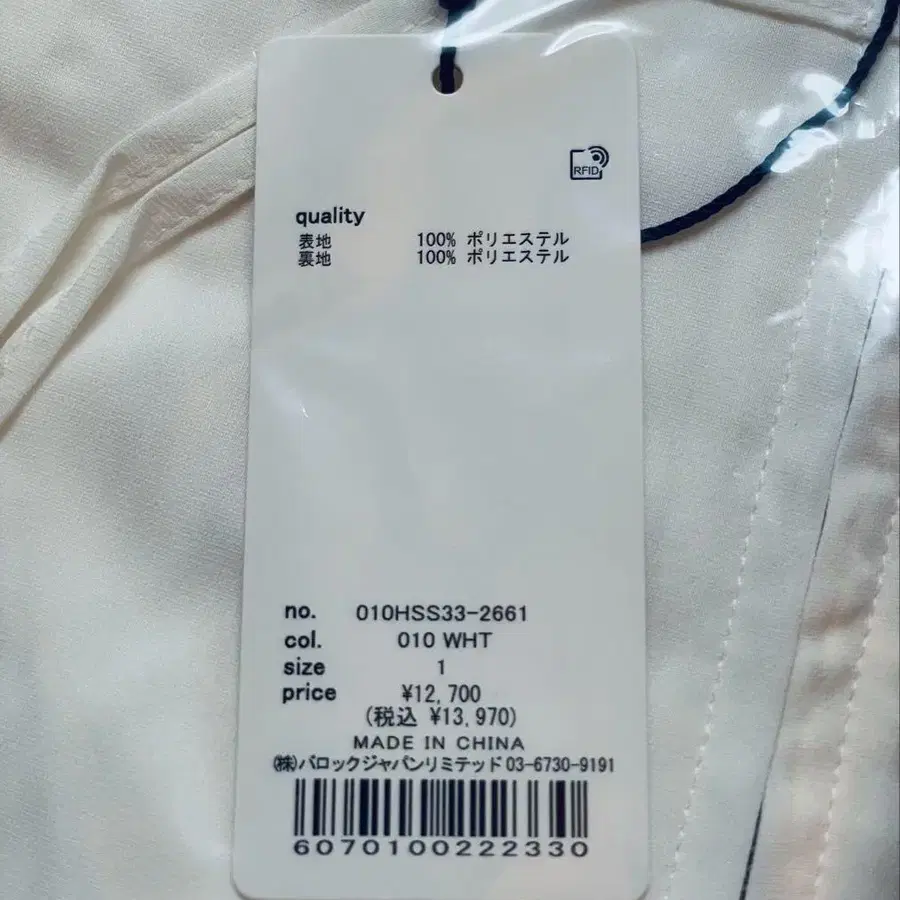 RFID
quality
表地 100% ポリエステル
裏地 100% ポリエステル
no. 010HSS33-2661
col. 010 WHT
size 1
price ¥12,700
(税込 ¥13,970)
MADE IN CHINA
㈱バロックジャパンリミテッド 03-6730-9191
6070100222330